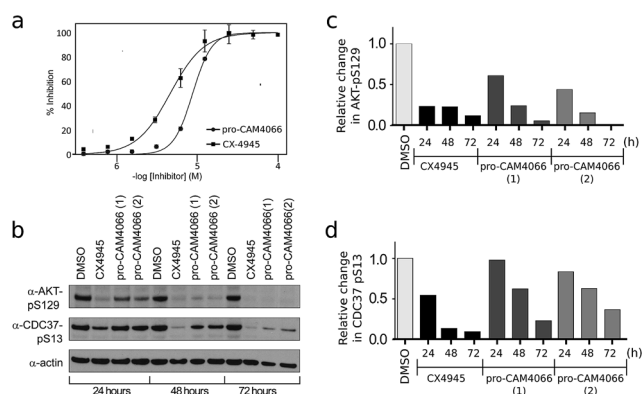 a
100
80
60
40
20
0
% Inhibition
pro-CAM4066
CX-4945
6 5 4
-log [Inhibitor] (M)
b
DMSO
CX4945
pro-CAM4066 (1)
pro-CAM4066 (2)
DMSO
CX4945
pro-CAM4066 (1)
pro-CAM4066 (2)
DMSO
CX4945
pro-CAM4066(1)
pro-CAM4066 (2)
α-AKT-
pS129
α-CDC37-
pS13
α-actin
24 hours 48 hours 72 hours
c
Relative change
in AKT-pS129
1.0
0.5
0
DMSO
24 48 72 24 48 72 24 48 72 (h)
CX4945 pro-CAM4066 pro-CAM4066
(1) (2)
d
Relative change
in CDC37 pS13
1.0
0.5
0
DMSO
24 48 72 24 48 72 24 48 72 (h)
CX4945 pro-CAM4066 pro-CAM4066
(1) (2)